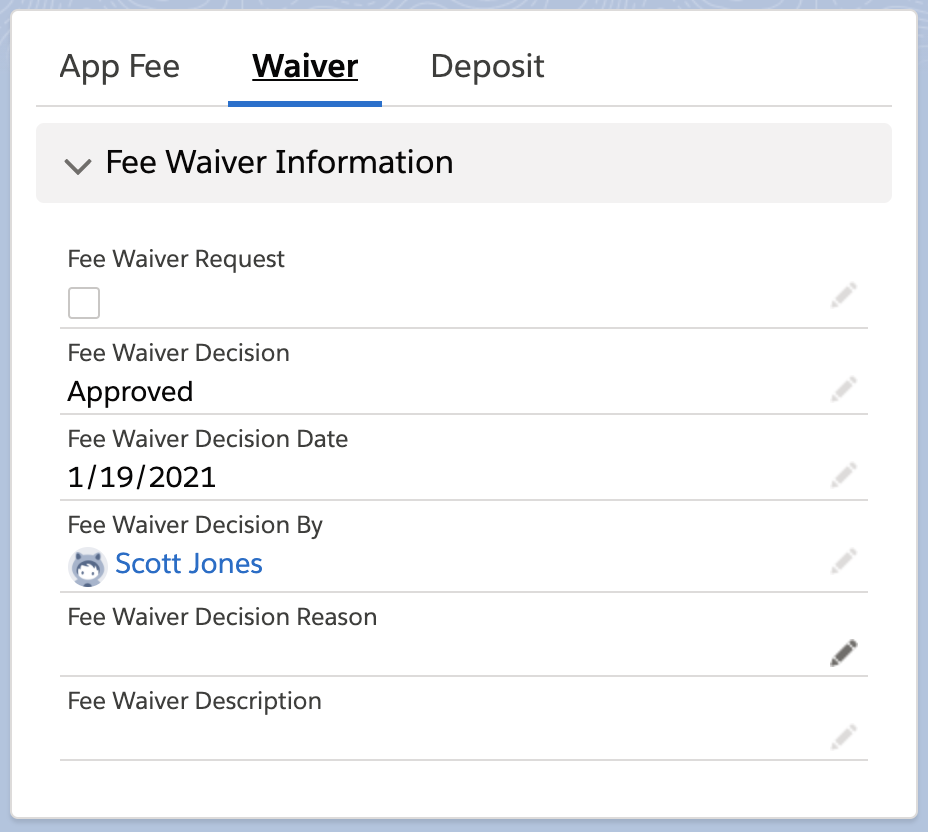 App Fee Waiver Deposit
Fee Waiver Information
Fee Waiver Request
Fee Waiver Decision
Approved
Fee Waiver Decision Date
1/19/2021
Fee Waiver Decision By
Scott Jones
Fee Waiver Decision Reason
Fee Waiver Description